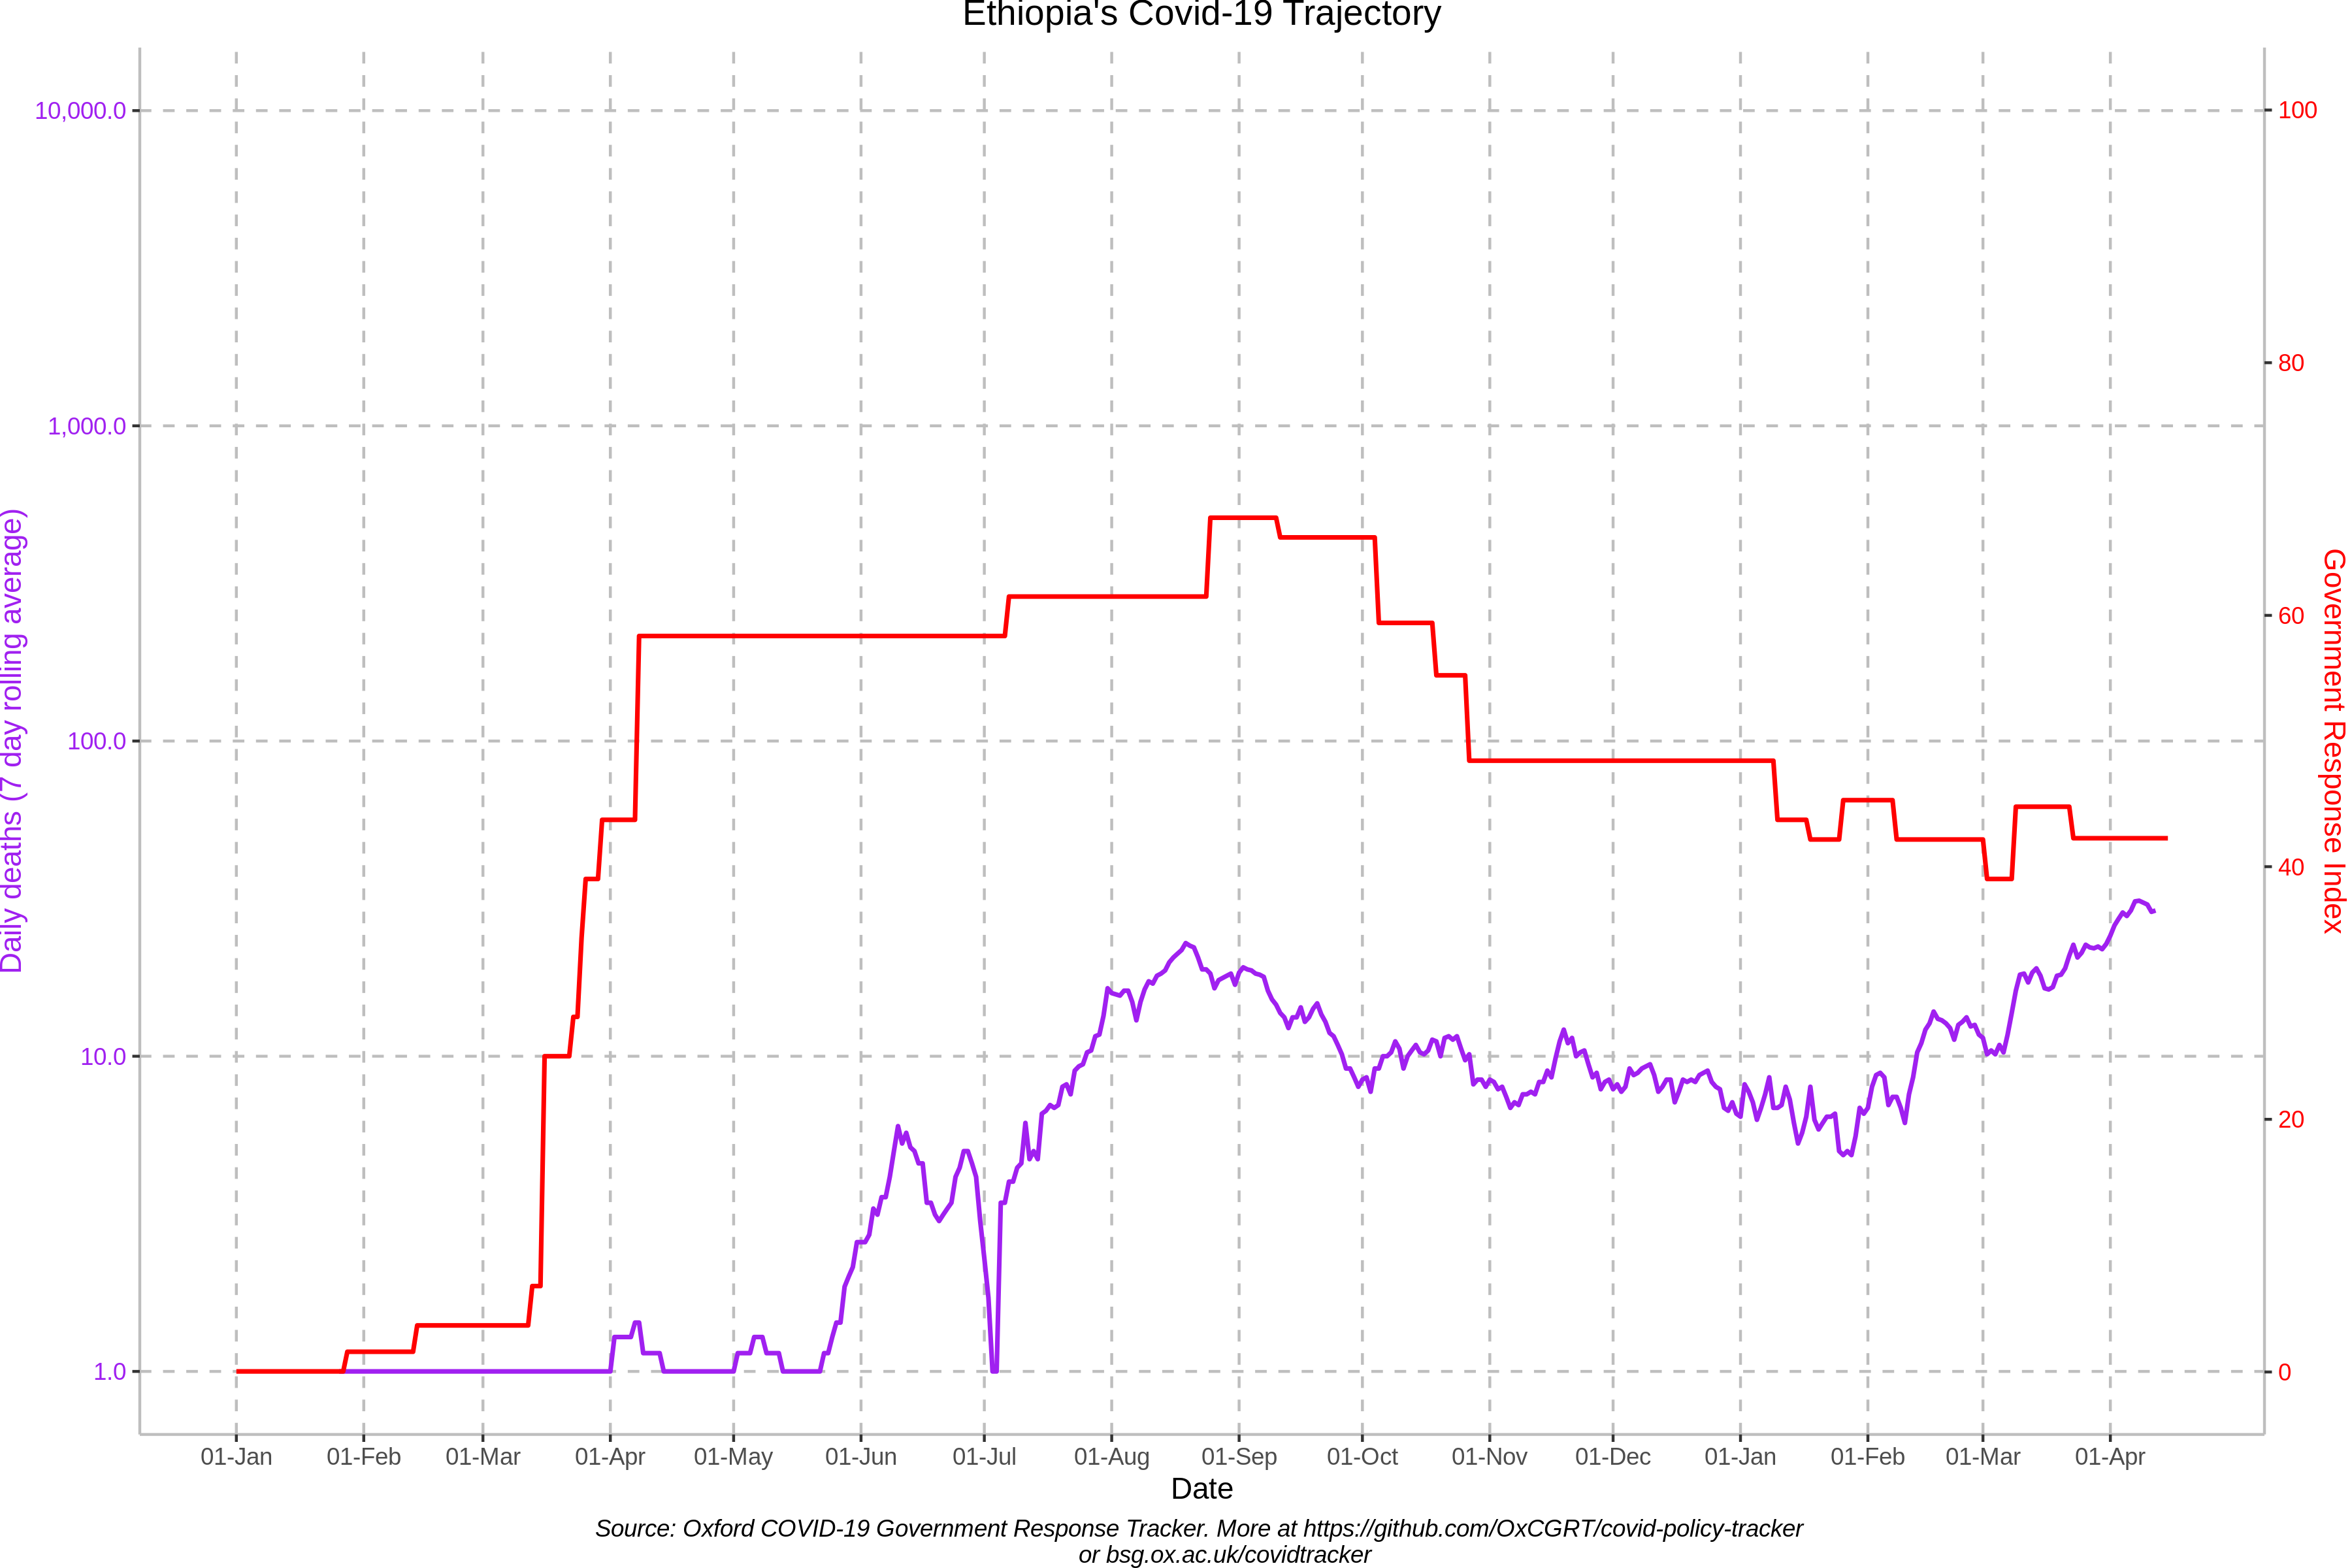 Ethiopia's Covid-19 Trajectory
10,000.0
1,000.0
100.0
10.0
1.0
Daily deaths (7 day rolling average)
100
80
60
40
20
0
Government Response Index
01-Jan 01-Feb 01-Mar 01-Apr 01-May 01-Jun 01-Jul 01-Aug 01-Sep 01-Oct 01-Nov 01-Dec 01-Jan 01-Feb 01-Mar 01-Apr
Date
Source: Oxford COVID-19 Government Response Tracker. More at https://github.com/OxCGRT/covid-policy-tracker
or bsg.ox.ac.uk/covidtracker